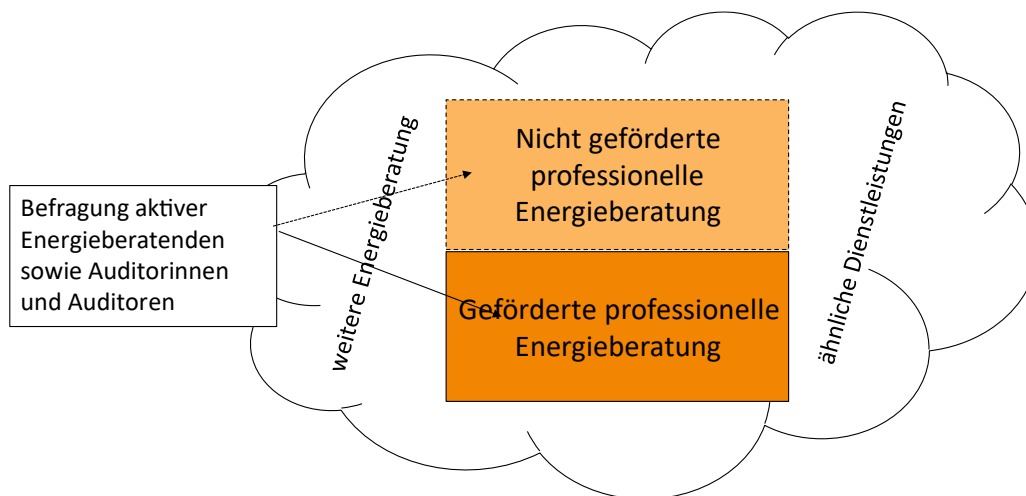 Befragung aktiver
Energieberatenden
sowie Auditorinnen
und Auditoren
weitere Energieberatung
Nicht geförderte
professionelle
Energieberatung
Geförderte professionelle
Energieberatung
ähnliche Dienstleistungen